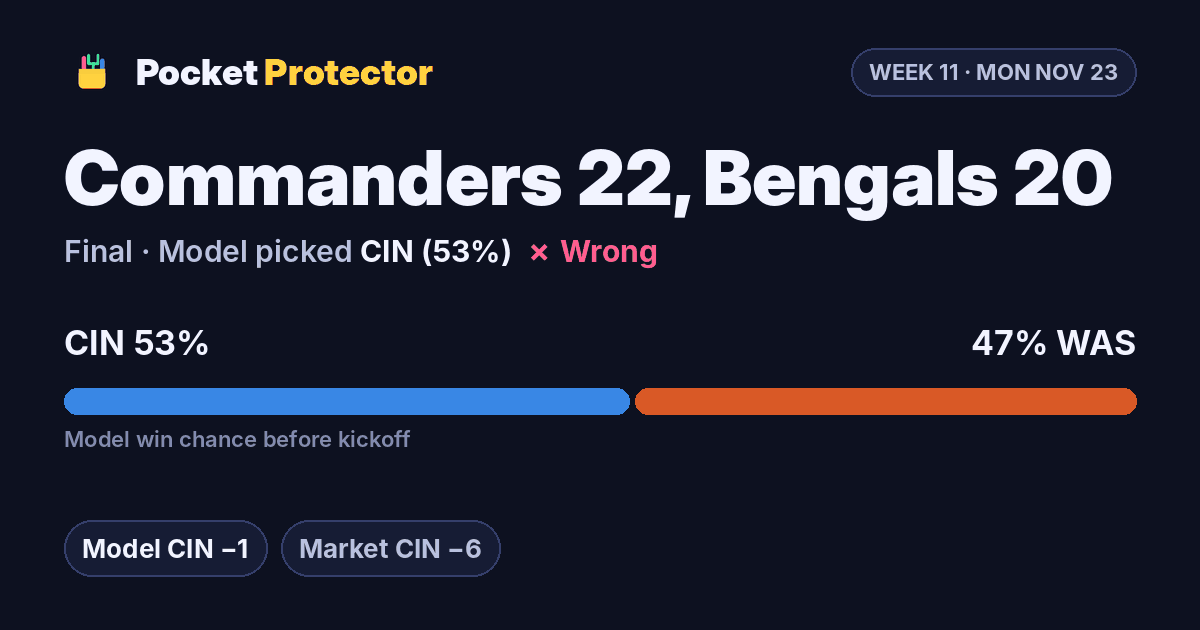 Pocket Protector
WEEK 11 · MON NOV 23
Commanders 22, Bengals 20
Final · Model picked CIN (53%) × Wrong
CIN 53%
47% WAS
Model win chance before kickoff
Model CIN −1
Market CIN −6